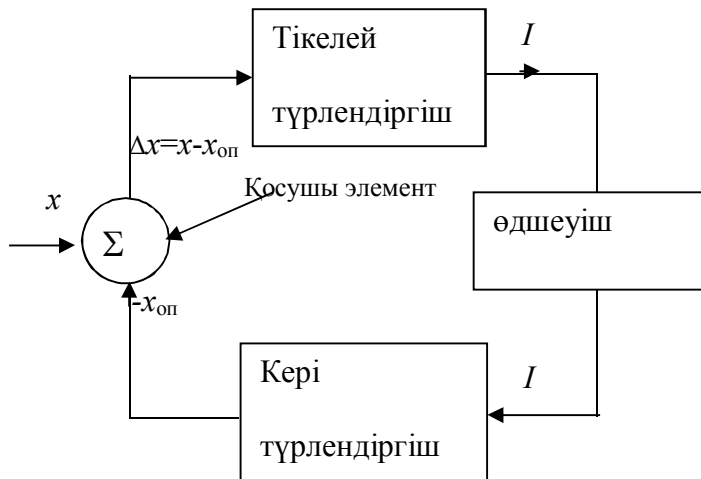 Тікелей
түрлендіргіш
I
Δx=x-xоп
Қосушы элемент
x
Σ
өдшеуіш
-xоп
Кері
түрлендіргіш
I